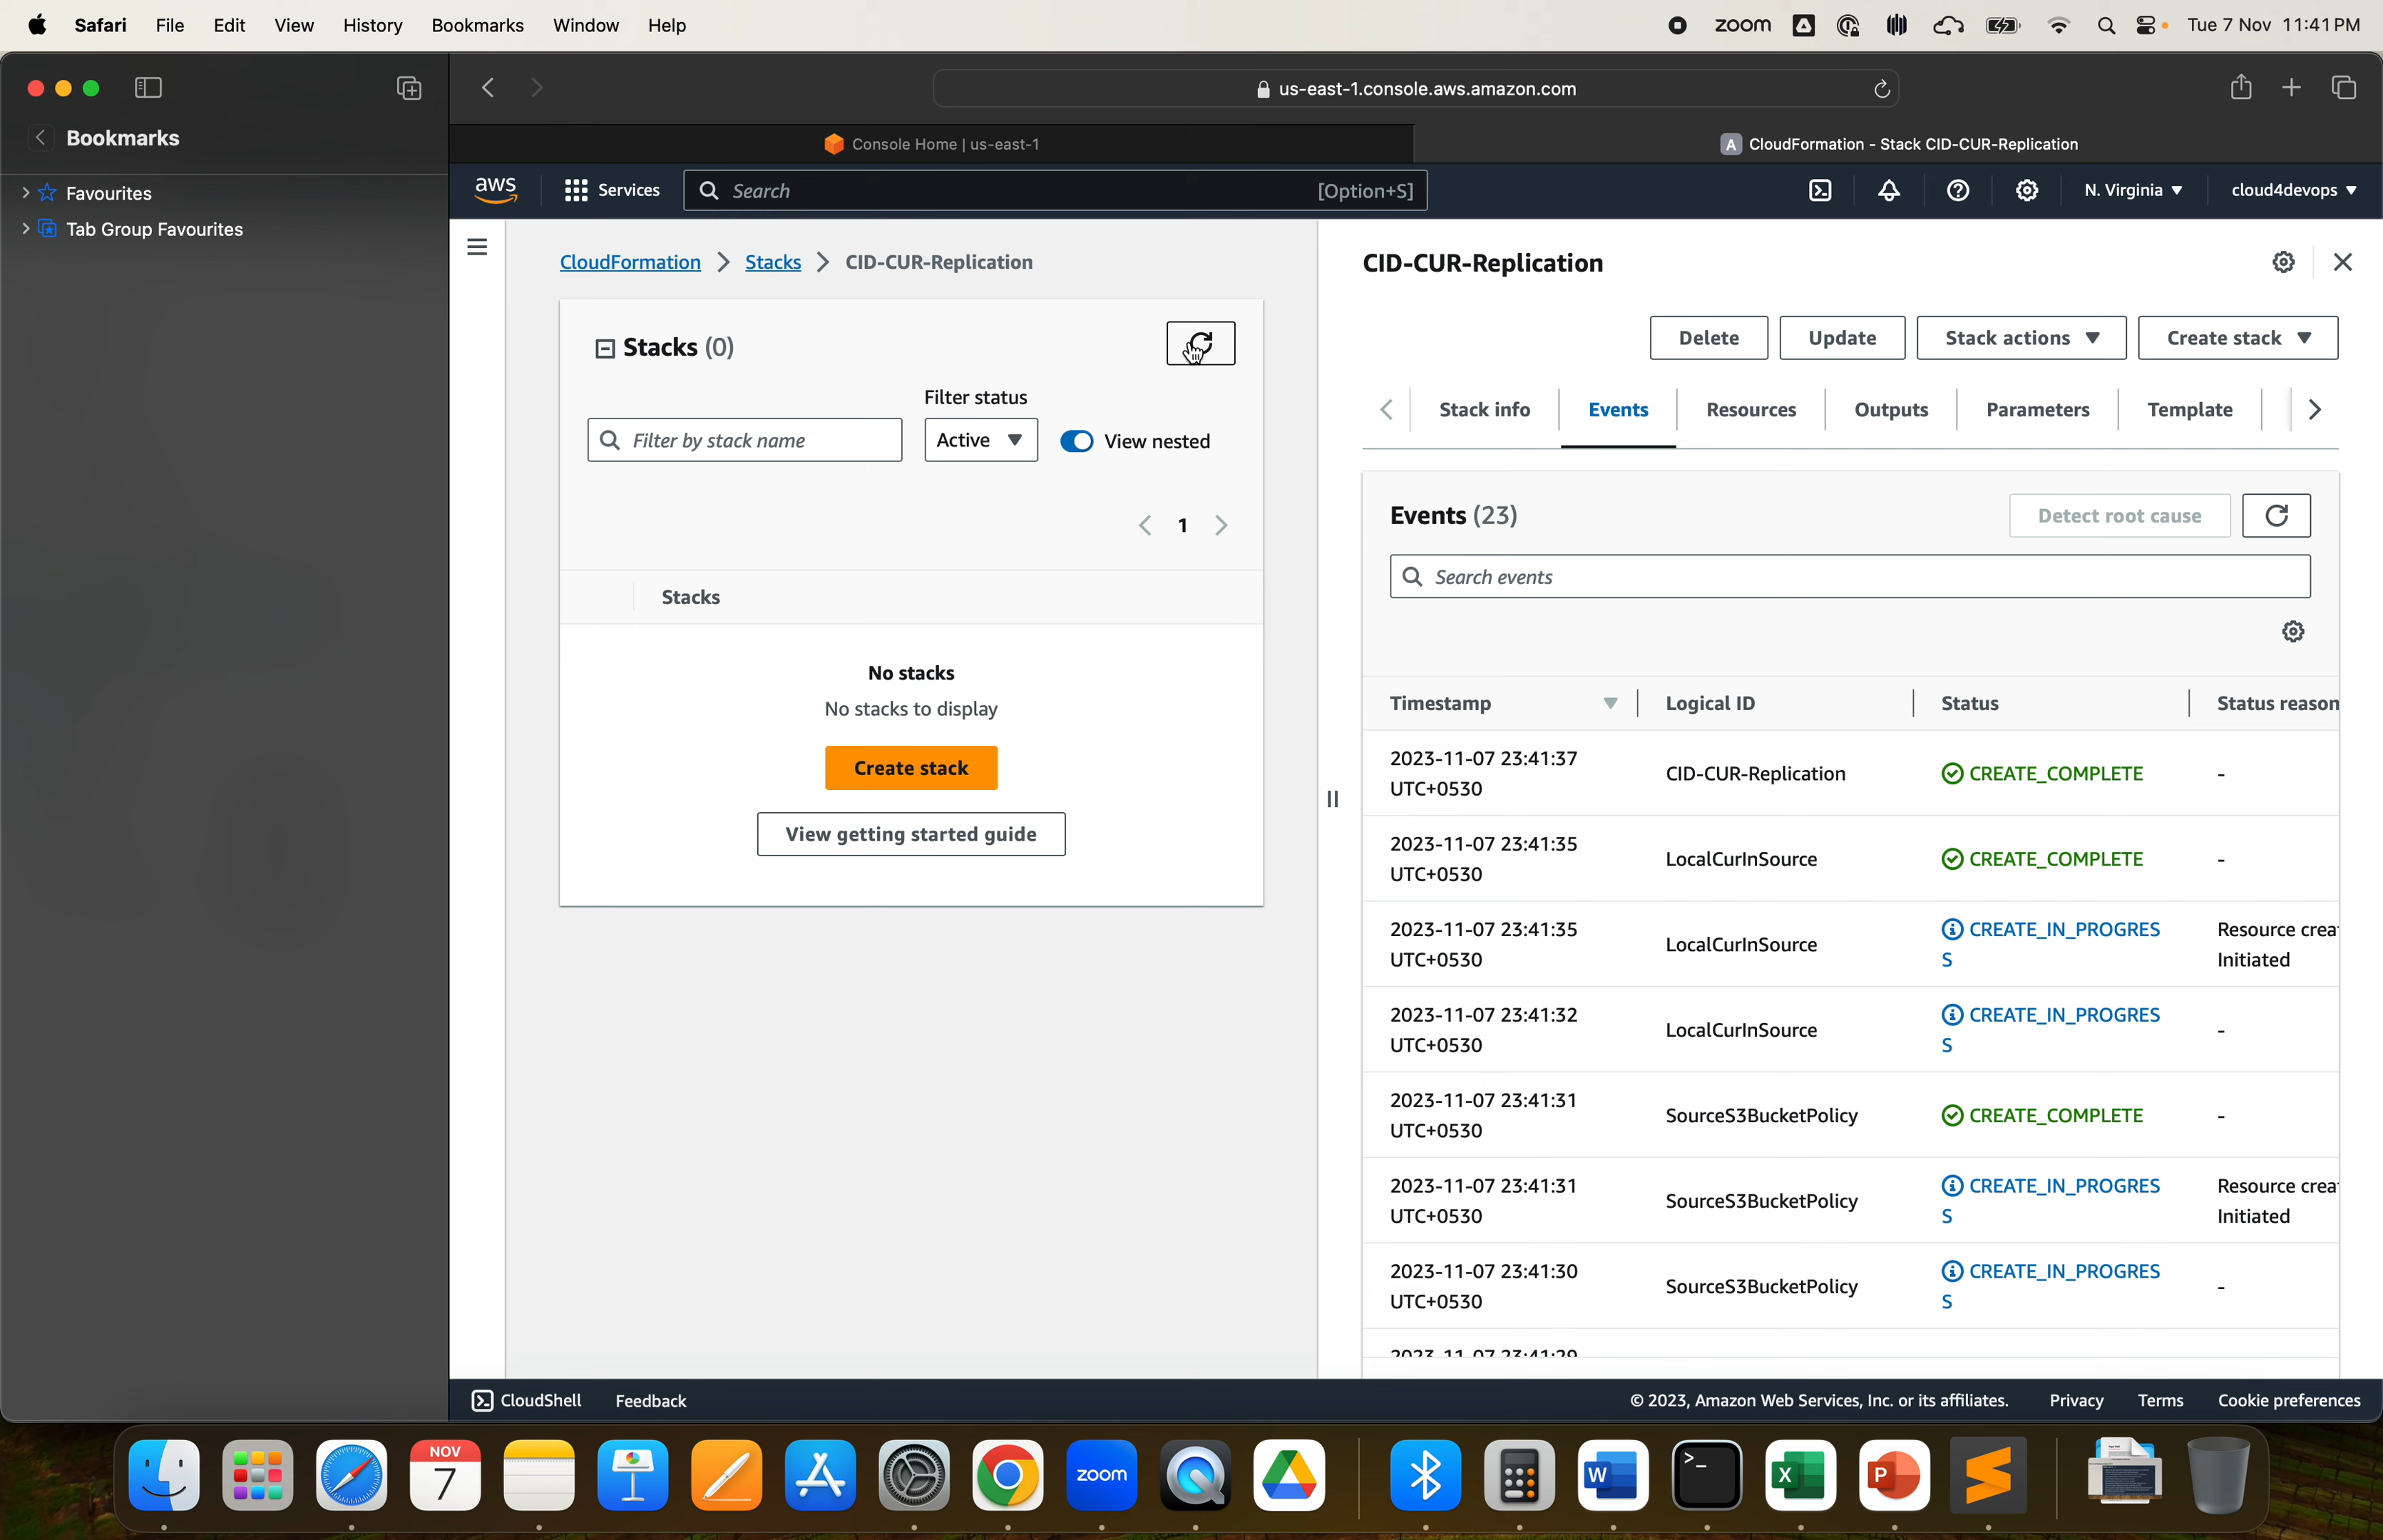 Safari File Edit View History Bookmarks Window Help
zoom Tue 7 Nov 11:41 PM
us-east-1.console.aws.amazon.com
Bookmarks
Favourites
Tab Group Favourites
Console Home | us-east-1
A CloudFormation - Stack CID-CUR-Replication
aws Services Search [Option+S] N. Virginia cloud4devops
CloudFormation Stacks CID-CUR-Replication
Stacks (0)
Filter status
Filter by stack name
Active
View nested
1
Stacks
No stacks
No stacks to display
Create stack
View getting started guide
CID-CUR-Replication
Delete Update Stack actions Create stack
Stack info Events Resources Outputs Parameters Template
Events (23)
Detect root cause
Search events
Timestamp Logical ID Status Status reason
2023-11-07 23:41:37
UTC+0530
CID-CUR-Replication
CREATE_COMPLETE
-
2023-11-07 23:41:35
UTC+0530
LocalCurInSource
CREATE_COMPLETE
-
2023-11-07 23:41:35
UTC+0530
LocalCurInSource
CREATE_IN_PROGRES
S
Resource crea
Initiated
2023-11-07 23:41:32
UTC+0530
LocalCurInSource
CREATE_IN_PROGRES
S
-
2023-11-07 23:41:31
UTC+0530
SourceS3BucketPolicy
CREATE_COMPLETE
-
2023-11-07 23:41:31
UTC+0530
SourceS3BucketPolicy
CREATE_IN_PROGRES
S
Resource crea
Initiated
2023-11-07 23:41:30
UTC+0530
SourceS3BucketPolicy
CREATE_IN_PROGRES
S
-
2023-11-07 23:41:29
CloudShell Feedback
© 2023, Amazon Web Services, Inc. or its affiliates. Privacy Terms Cookie preferences
NOV
7
zoom
W
X
P